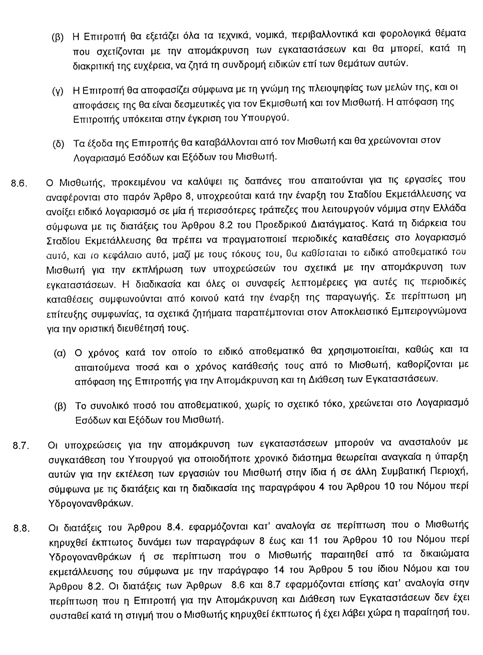 (β) Η Επιτροπή θα εξετάζει όλα τα τεχνικά, νομικά, περιβαλλοντικά και φορολογικά θέματα
που σχετίζονται με την απομάκρυνση των εγκαταστάσεων και θα μπορεί, κατά τη
διακριτική της ευχέρεια, να ζητά τη συνδρομή ειδικών επί των θεμάτων αυτών.
(γ) Η Επιτροπή θα αποφασίζει σύμφωνα με τη γνώμη της πλειοψηφίας των μελών της, και οι
αποφάσεις της θα είναι δεσμευτικές για τον Εκμισθωτή και τον Μισθωτή. Η απόφαση της
Επιτροπής υπόκειται στην έγκριση του Υπουργού.
(δ) Τα έξοδα της Επιτροπής θα καταβάλλονται από τον Μισθωτή και θα χρεώνονται στον
Λογαριασμό Εσόδων και Εξόδων του Μισθωτή.
8.6. Ο Μισθωτής, προκειμένου να καλύψει τις δαπάνες που απαιτούνται για τις εργασίες που
αναφέρονται στο παρόν Άρθρο 8, υποχρεούται κατά την έναρξη του Σταδίου Εκμετάλλευσης να
ανοίξει ειδικό λογαριασμό σε μία ή περισσότερες τράπεζες που λειτουργούν νόμιμα στην Ελλάδα
σύμφωνα με τις διατάξεις του Άρθρου 8.2 του Προεδρικού Διατάγματος. Κατά τη διάρκεια του
Σταδίου Εκμετάλλευσης θα πρέπει να πραγματοποιεί περιοδικές καταθέσεις στο λογαριασμό
αυτό, και το κεφάλαιο αυτό, μαζί με τους τόκους του, θα καθίσταται το ειδικό αποθεματικό του
Μισθωτή για την εκπλήρωση των υποχρεώσεών του σχετικά με την απομάκρυνση των
εγκαταστάσεων. Η διαδικασία και όλες οι συναφείς λεπτομέρειες για αυτές τις περιοδικές
καταθέσεις συμφωνούνται από κοινού κατά την έναρξη της παραγωγής. Σε περίπτωση μη
επίτευξης συμφωνίας, τα σχετικά ζητήματα παραπέμπονται στον Αποκλειστικό Εμπειρογνώμονα
για την οριστική διευθέτησή τους.
(α) Ο χρόνος κατά τον οποίο το ειδικό αποθεματικό θα χρησιμοποιείται, καθώς και τα
απαιτούμενα ποσά και ο χρόνος κατάθεσής τους από το Μισθωτή, καθορίζονται με
απόφαση της Επιτροπής για την Απομάκρυνση και τη Διάθεση των Εγκαταστάσεων.
(β) Το συνολικό ποσό του αποθεματικού, χωρίς το σχετικό τόκο, χρεώνεται στο Λογαριασμό
Εσόδων και Εξόδων του Μισθωτή.
8.7. Οι υποχρεώσεις για την απομάκρυνση των εγκαταστάσεων μπορούν να ανασταλούν με
συγκατάθεση του Υπουργού για οποιοδήποτε χρονικό διάστημα θεωρείται αναγκαία η ύπαρξη
αυτών για την εκτέλεση των εργασιών του Μισθωτή στην ίδια ή σε άλλη Συμβατική Περιοχή,
σύμφωνα με τις διατάξεις και τη διαδικασία της παραγράφου 4 του Άρθρου 10 του Νόμου περί
Υδρογονανθράκων.
8.8. Οι διατάξεις του Άρθρου 8.4. εφαρμόζονται κατ' αναλογία σε περίπτωση που ο Μισθωτής
κηρυχθεί έκπτωτος δυνάμει των παραγράφων 8 έως και 11 του Άρθρου 10 του Νόμου περί
Υδρογονανθράκων ή σε περίπτωση που ο Μισθωτής παραιτηθεί από τα δικαιώματα
εκμετάλλευσης του σύμφωνα με την παράγραφο 14 του Άρθρου 5 του ιδίου Νόμου και του
Άρθρου 8.2. Οι διατάξεις των Άρθρων 8.6 και 8.7 εφαρμόζονται επίσης κατ' αναλογία στην
περίπτωση που η Επιτροπή για την Απομάκρυνση και Διάθεση των Εγκαταστάσεων δεν έχει
συσταθεί κατά τη στιγμή που ο Μισθωτής κηρυχθεί έκπτωτος ή έχει λάβει χώρα η παραίτησή του.